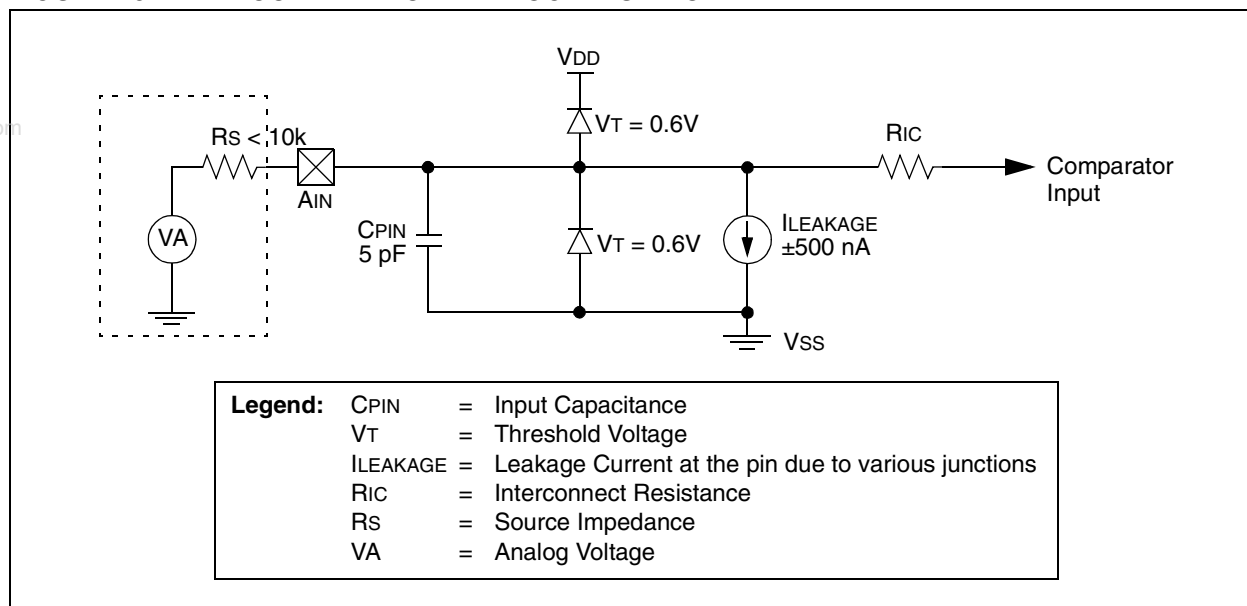 VDD
VT = 0.6V
RS < 10k
RIC
AIN
Comparator
Input
VA
CPIN
5 pF
VT = 0.6V
ILEAKAGE
±500 nA
VSS
Legend: CPIN = Input Capacitance
VT = Threshold Voltage
ILEAKAGE = Leakage Current at the pin due to various junctions
RIC = Interconnect Resistance
RS = Source Impedance
VA = Analog Voltage